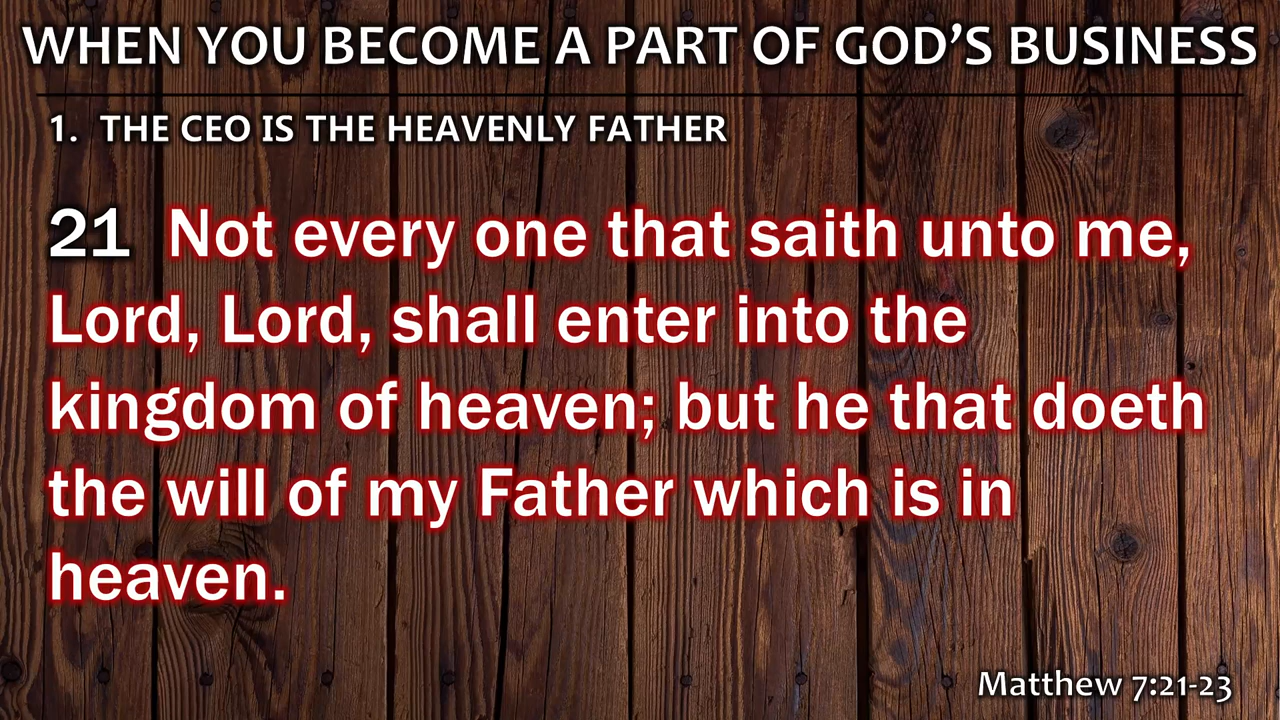 WHEN YOU BECOME A PART OF GOD’S BUSINESS
1. THE CEO IS THE HEAVENLY FATHER
21 Not every one that saith unto me,
Lord, Lord, shall enter into the
kingdom of heaven; but he that doeth
the will of my Father which is in
heaven.
Matthew 7:21-23